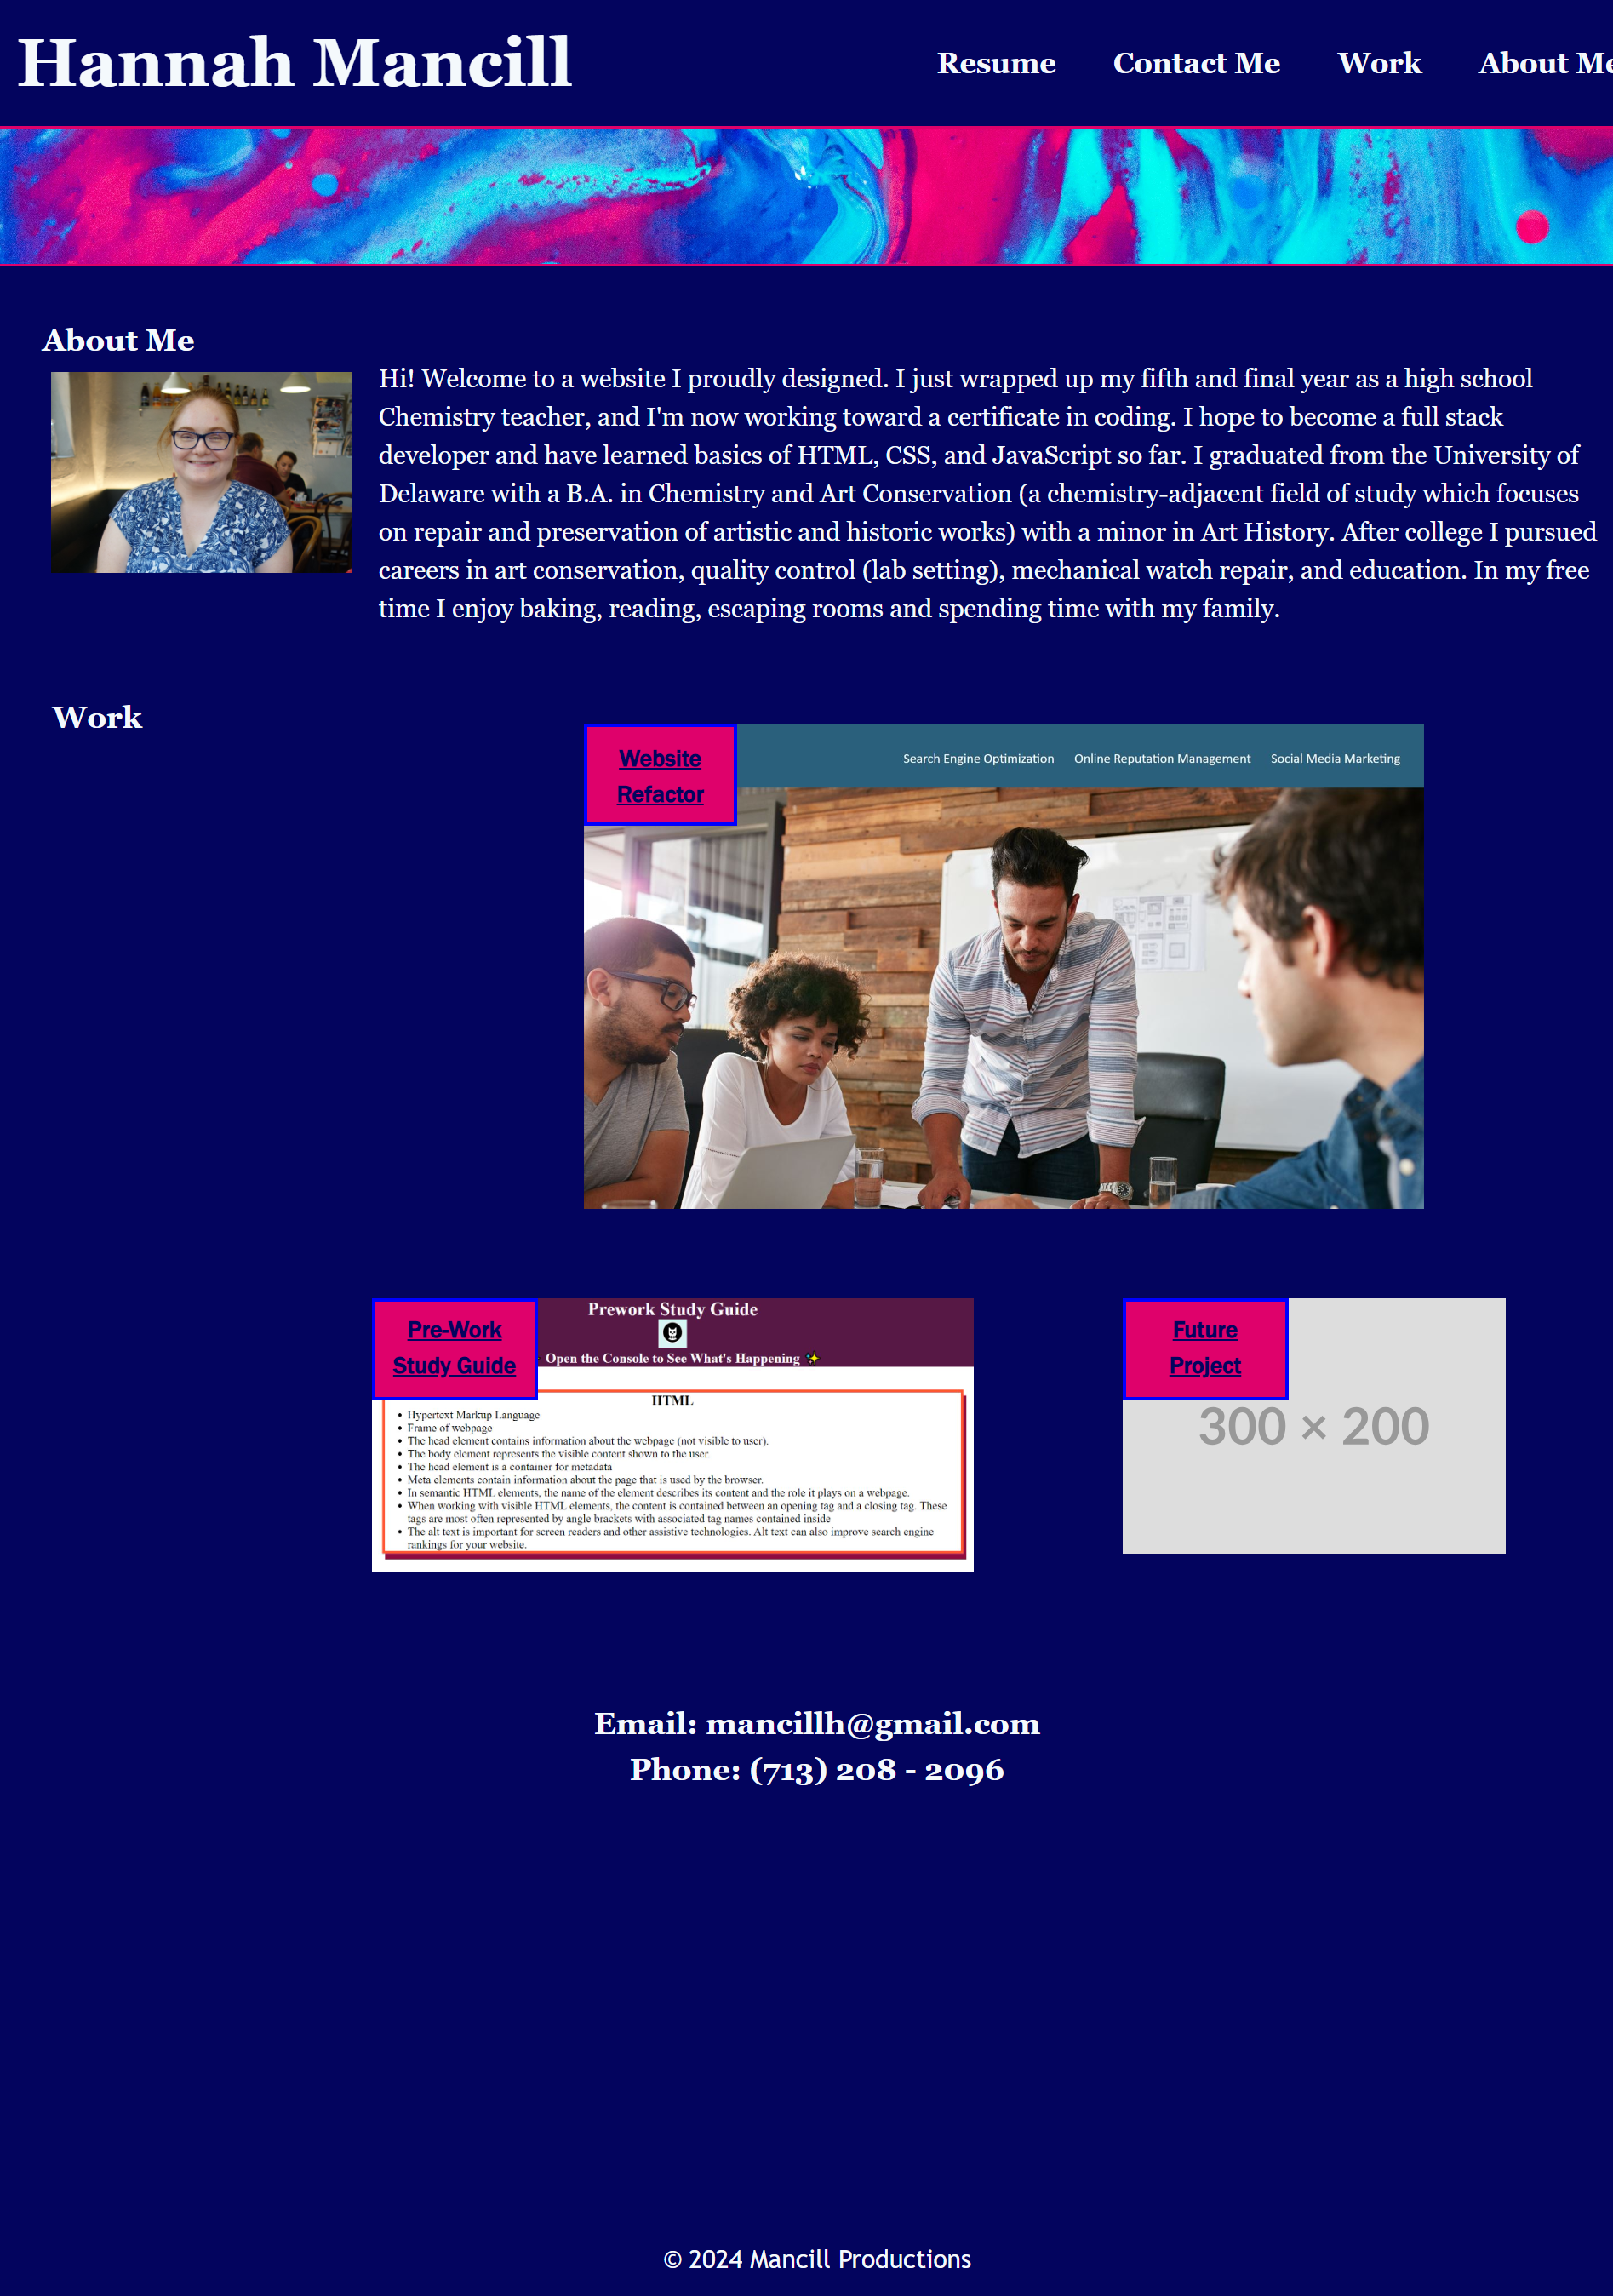 Hannah Mancill
Resume Contact Me Work About Me
About Me
Hi! Welcome to a website I proudly designed. I just wrapped up my fifth and final year as a high school
Chemistry teacher, and I'm now working toward a certificate in coding. I hope to become a full stack
developer and have learned basics of HTML, CSS, and JavaScript so far. I graduated from the University of
Delaware with a B.A. in Chemistry and Art Conservation (a chemistry-adjacent field of study which focuses
on repair and preservation of artistic and historic works) with a minor in Art History. After college I pursued
careers in art conservation, quality control (lab setting), mechanical watch repair, and education. In my free
time I enjoy baking, reading, escaping rooms and spending time with my family.
Work
Website
Refactor
Search Engine Optimization Online Reputation Management Social Media Marketing
Pre-Work
Study Guide
Prework Study Guide
Open the Console to See What's Happening ✨
HTML
• Hypertext Markup Language
• Frame of webpage
• The head element contains information about the webpage (not visible to user).
• The body element represents the visible content shown to the user.
• The head element is a container for metadata
• Meta elements contain information about the page that is used by the browser.
• In semantic HTML elements, the name of the element describes its content and the role it plays on a webpage.
• When working with visible HTML elements, the content is contained between an opening tag and a closing tag. These
tags are most often represented by angle brackets with associated tag names contained inside
• The alt text is important for screen readers and other assistive technologies. Alt text can also improve search engine
rankings for your website.
Future
Project
300 × 200
Email: mancillh@gmail.com
Phone: (713) 208 - 2096
© 2024 Mancill Productions